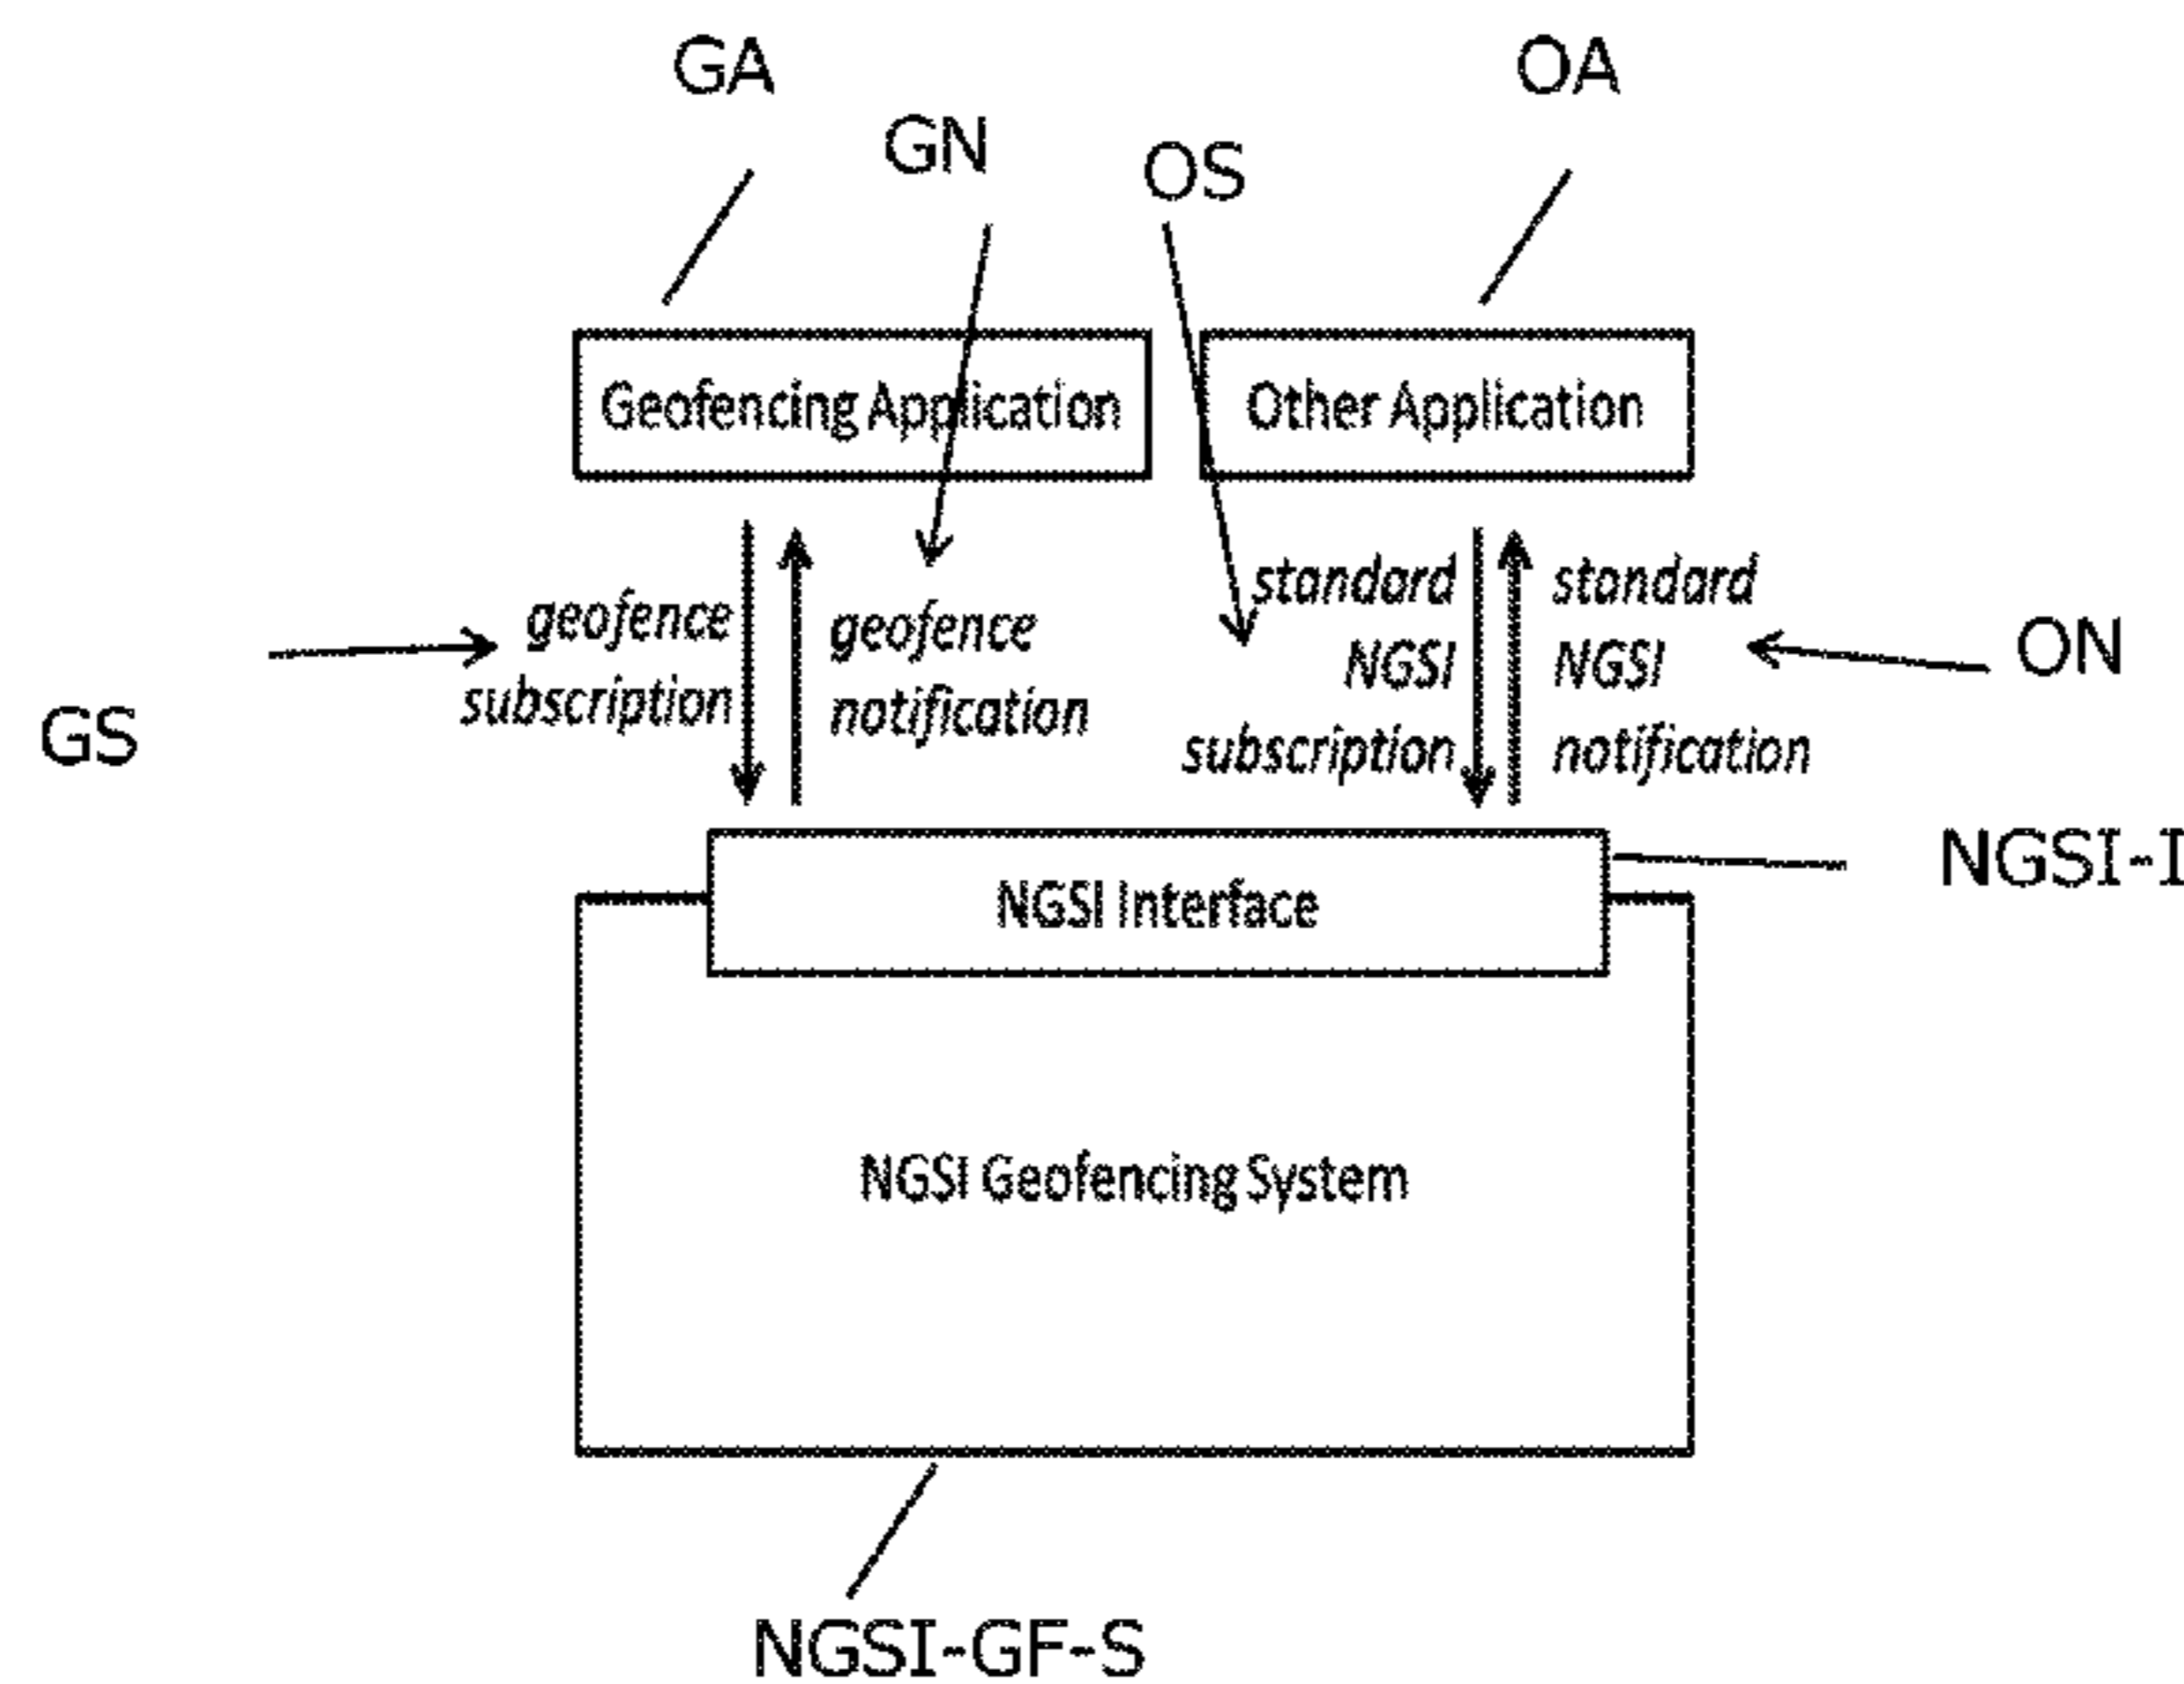 GA
OA
GN
OS
Geofencing Application
Other Application
geofence
subscription
geofence
notification
standard
NGSI
subscription
standard
NGSI
notification
ON
GS
NGSI-I
NGSI Interface
NGSI Geofencing System
NGSI-GF-S